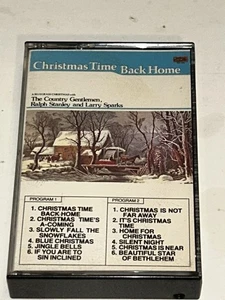 Christmas Time Back Home
A BLUEGRASS CHRISTMAS with
The Country Gentlemen,
Ralph Stanley and Larry Sparks
PROGRAM 1
1. CHRISTMAS TIME
BACK HOME
2. CHRISTMAS TIME'S
A-COMING
3. SLOWLY FALL THE
SNOWFLAKES
4. BLUE CHRISTMAS
5. JINGLE BELLS
6. IF YOU ARE TO
SIN INCLINED
PROGRAM 2
1. CHRISTMAS IS NOT
FAR AWAY
2. IT'S CHRISTMAS
TIME
3. HOME FOR
CHRISTMAS
4. SILENT NIGHT
5. CHRISTMAS IS NEAR
6. BEAUTIFUL STAR
OF BETHLEHEM